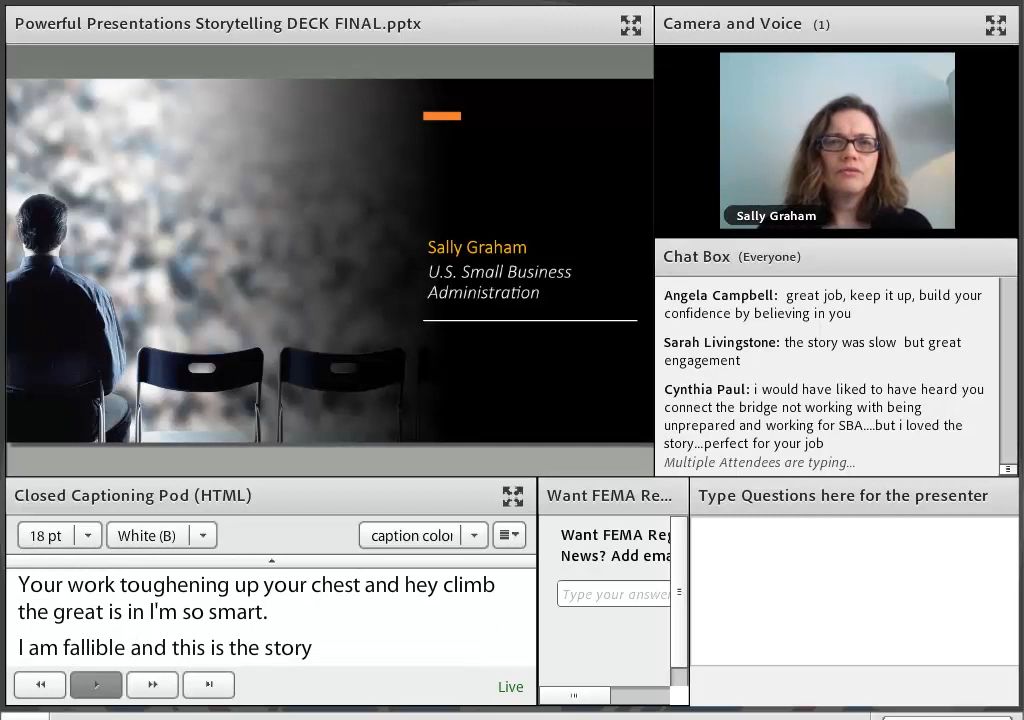 Powerful Presentations Storytelling DECK FINAL.pptx
Sally Graham
U.S. Small Business
Administration
Camera and Voice (1)
Sally Graham
Chat Box (Everyone)
Angela Campbell: great job, keep it up, build your
confidence by believing in you
Sarah Livingstone: the story was slow but great
engagement
Cynthia Paul: i would have liked to have heard you
connect the bridge not working with being
unprepared and working for SBA....but i loved the
story...perfect for your job
Multiple Attendees are typing...
Closed Captioning Pod (HTML)
18 pt
White (B)
caption color
Your work toughening up your chest and hey climb
the great is in I'm so smart.
I am fallible and this is the story
Live
Want FEMA Re...
Want FEMA Reg
News? Add ema
Type your answer
Type Questions here for the presenter